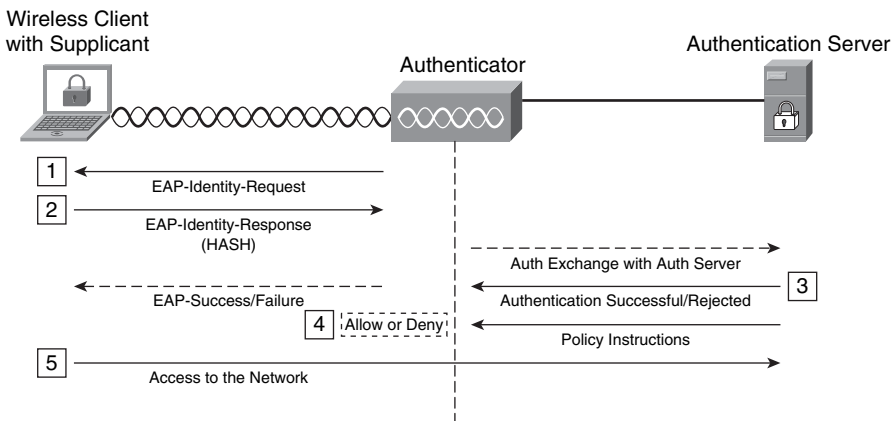 Wireless Client
with Supplicant
Authenticator
Authentication Server
1
EAP-Identity-Request
2
EAP-Identity-Response
(HASH)
Auth Exchange with Auth Server
3
EAP-Success/Failure
Authentication Successful/Rejected
4
Allow or Deny
Policy Instructions
5
Access to the Network